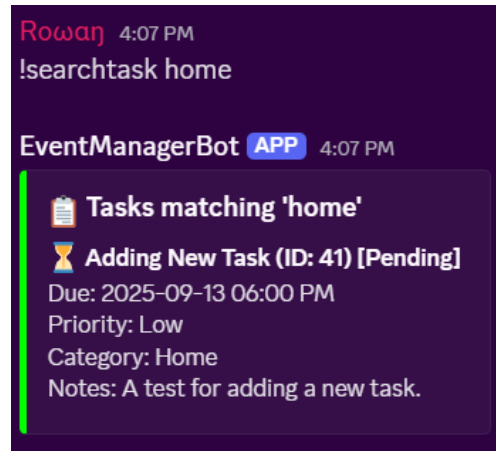 Roωaŋ 4:07 PM
!searchtask home
EventManagerBot APP 4:07 PM
📋 Tasks matching 'home'
⏳ Adding New Task (ID: 41) [Pending]
Due: 2025-09-13 06:00 PM
Priority: Low
Category: Home
Notes: A test for adding a new task.